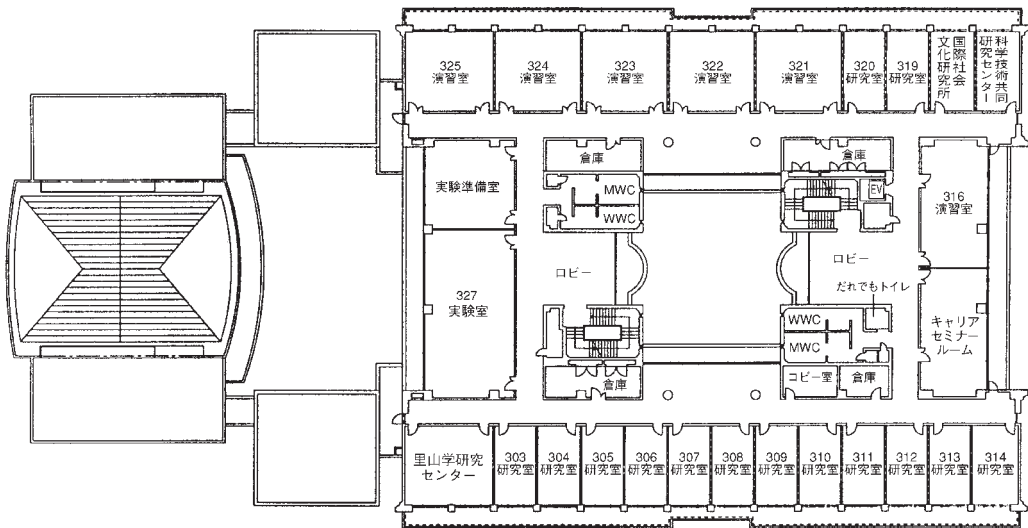 325
演習室
324
演習室
323
演習室
322
演習室
321
演習室
320
研究室
319
研究室
国際社会
文化研究所
科学技術共同
研究センター
実験準備室
倉庫
MWC
WWC
倉庫
EV
316
演習室
327
実験室
ロビー
ロビー
だれでもトイレ
WWC
MWC
キャリア
セミナー
ルーム
倉庫
コピー室
倉庫
里山学研究
センター
303
研究室
304
研究室
305
研究室
306
研究室
307
研究室
308
研究室
309
研究室
310
研究室
311
研究室
312
研究室
313
研究室
314
研究室